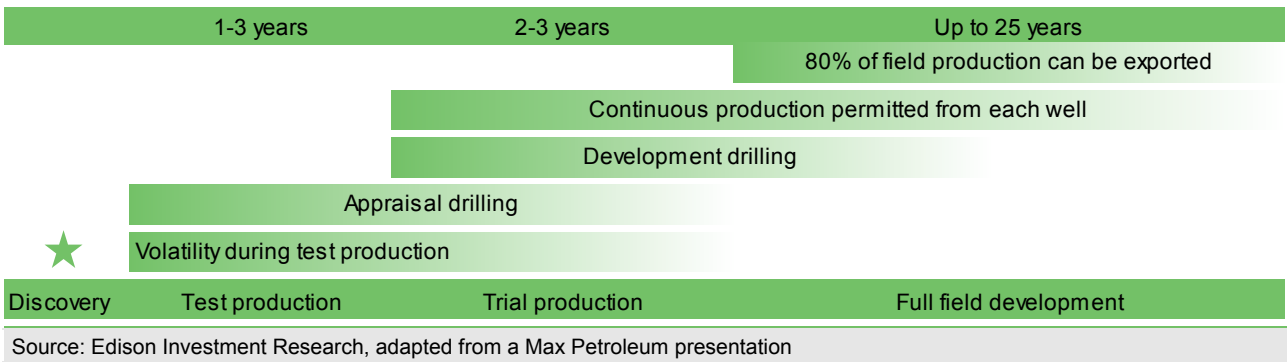 1-3 years 2-3 years Up to 25 years
80% of field production can be exported
Continuous production permitted from each well
Development drilling
Appraisal drilling
Volatility during test production
Discovery Test production Trial production Full field development
Source: Edison Investment Research, adapted from a Max Petroleum presentation